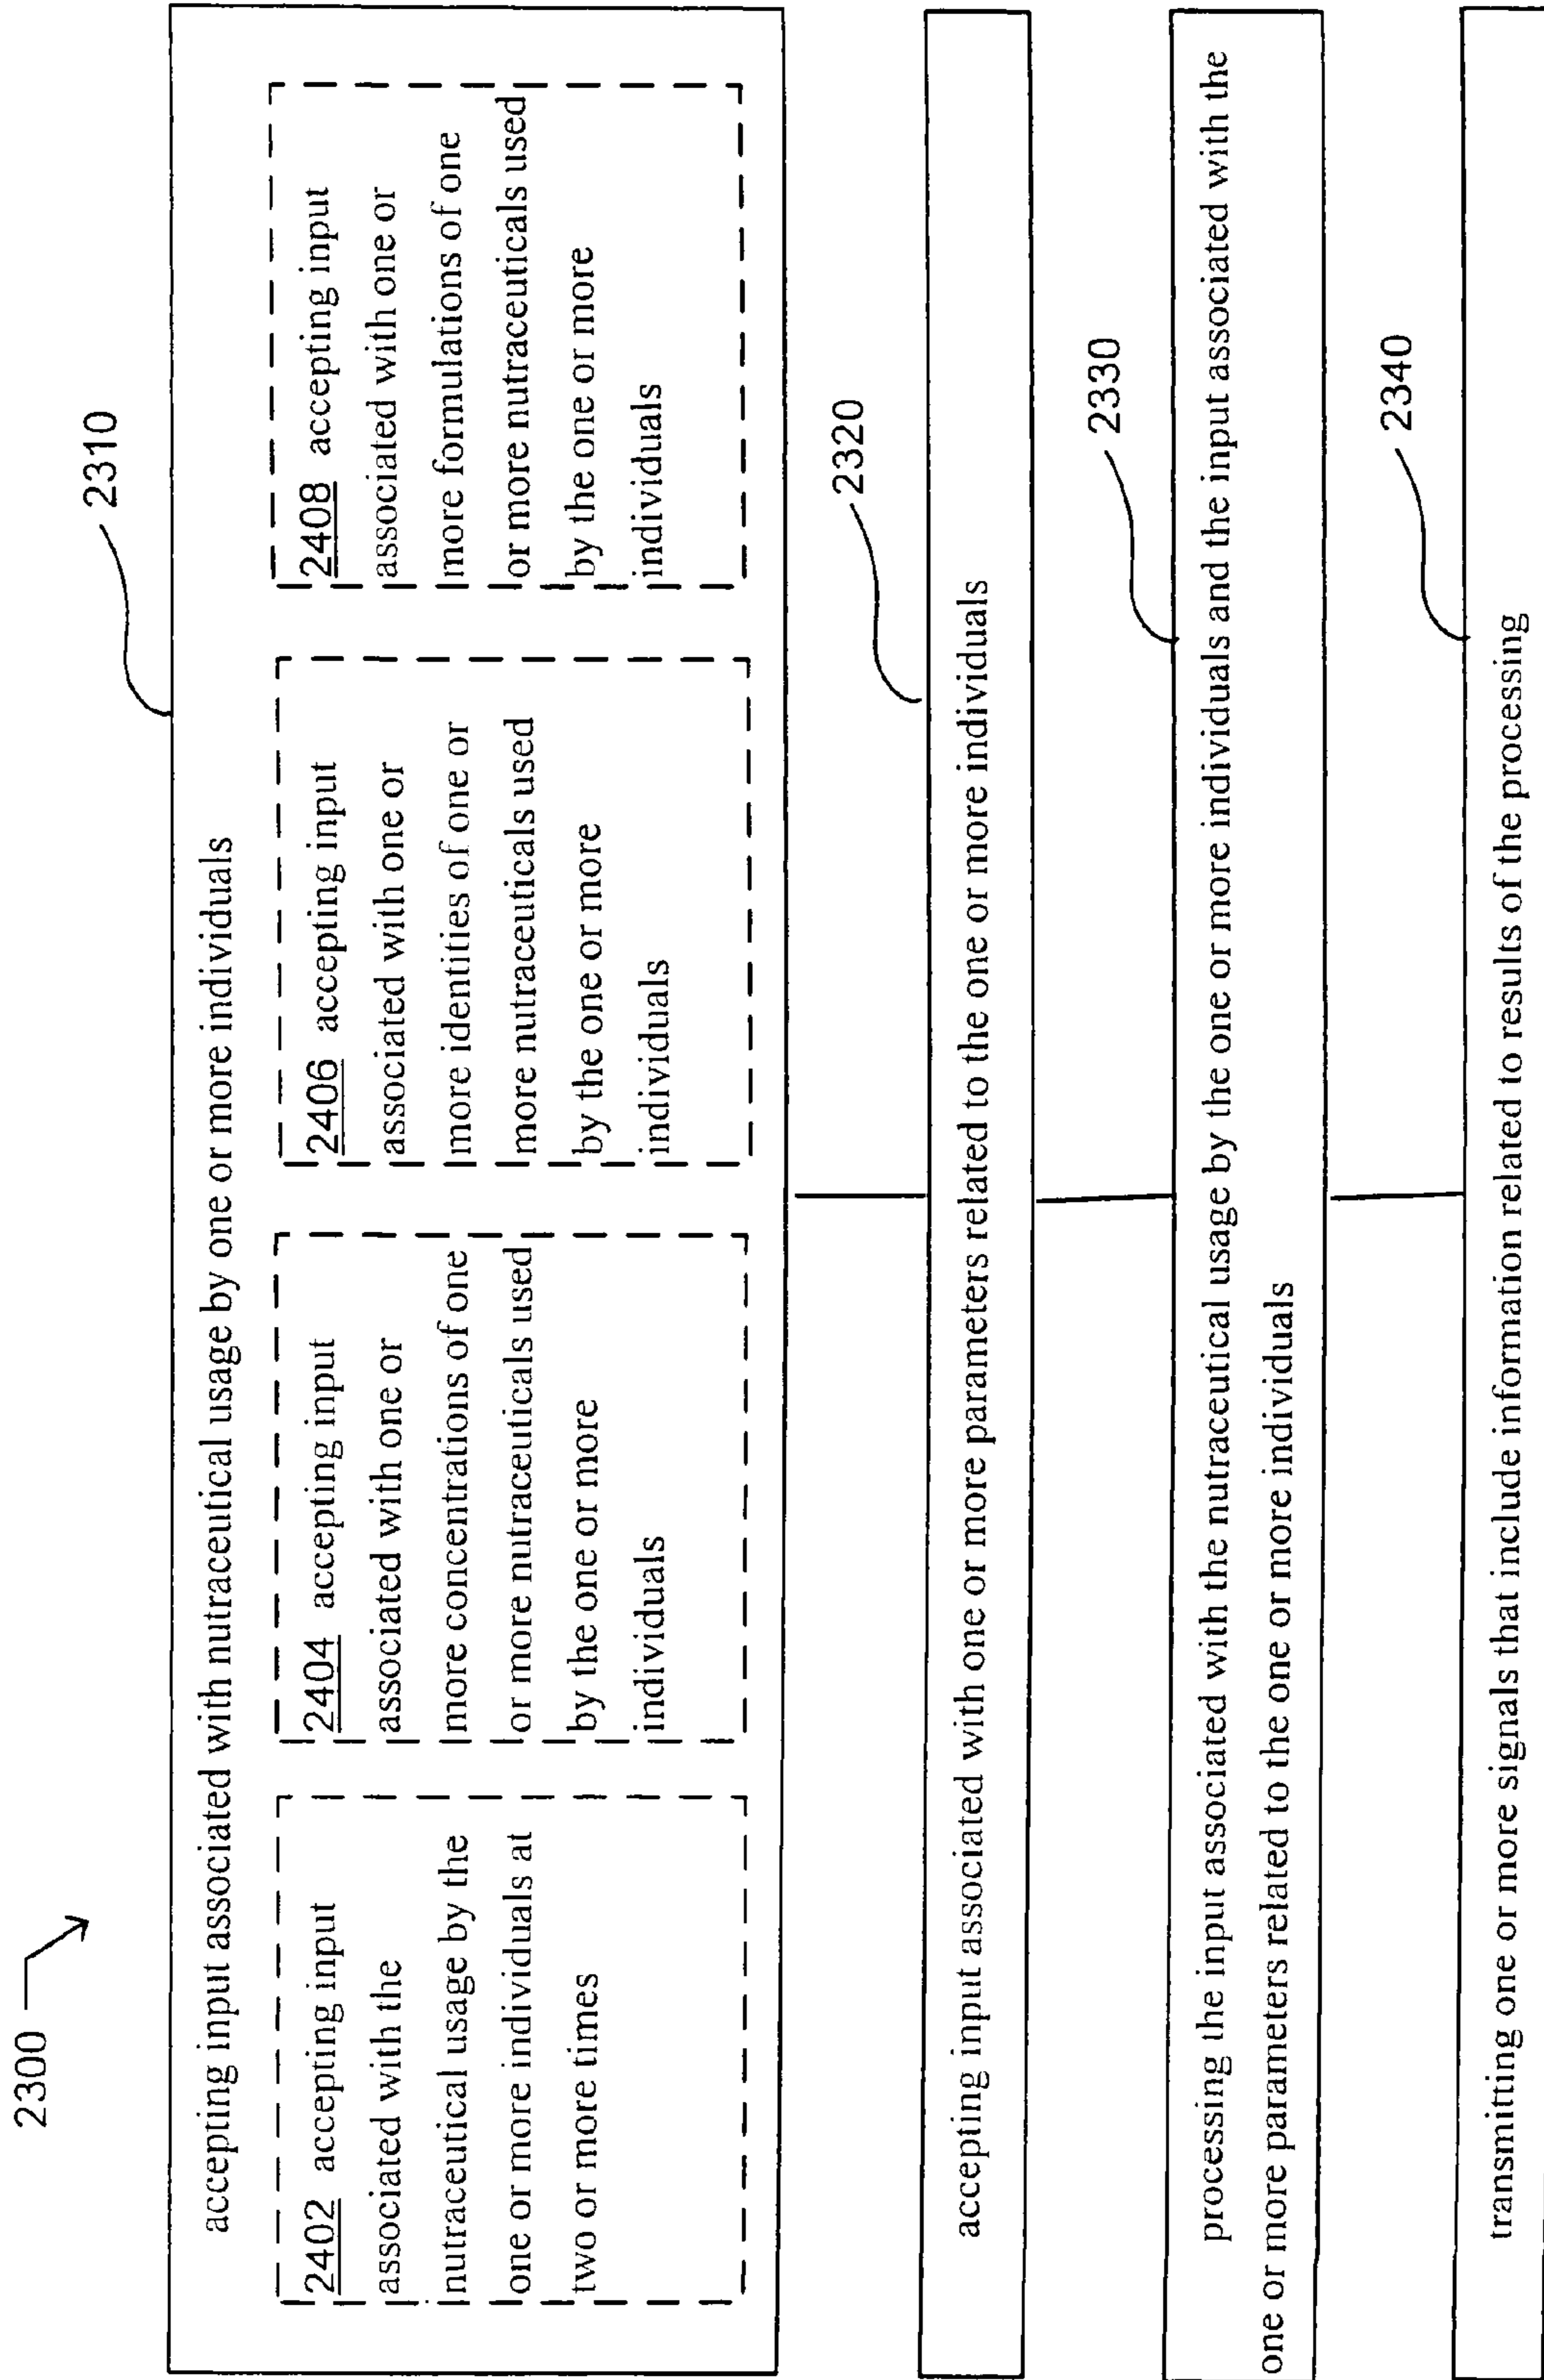 2300
2310
accepting input associated with nutraceutical usage by one or more individuals
2402 accepting input
associated with the
nutraceutical usage by the
one or more individuals at
two or more times
2404 accepting input
associated with one or
more concentrations of one
or more nutraceuticals used
by the one or more
individuals
2406 accepting input
associated with one or
more identities of one or
more nutraceuticals used
by the one or more
individuals
2408 accepting input
associated with one or
more formulations of one
or more nutraceuticals used
by the one or more
individuals
2320
accepting input associated with one or more parameters related to the one or more individuals
2330
processing the input associated with the nutraceutical usage by the one or more individuals and the input associated with the
one or more parameters related to the one or more individuals
2340
transmitting one or more signals that include information related to results of the processing